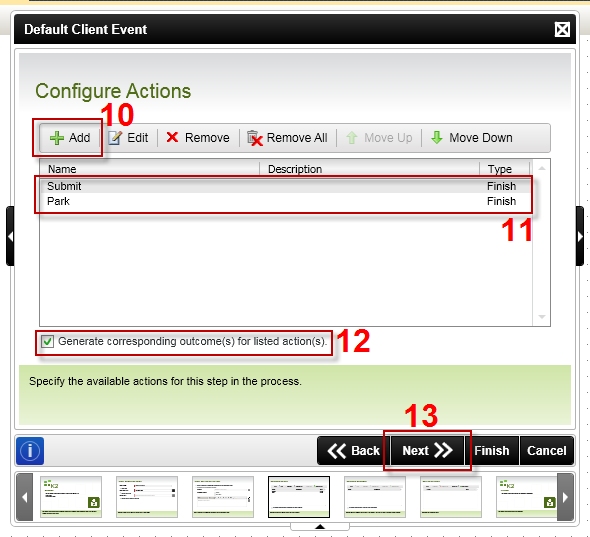 Default Client Event
Configure Actions
10
Add Edit Remove Remove All Move Up Move Down
Name Description Type
Submit Finish
Park Finish
11
Generate corresponding outcome(s) for listed action(s).
12
Specify the available actions for this step in the process.
13
Back Next Finish Cancel